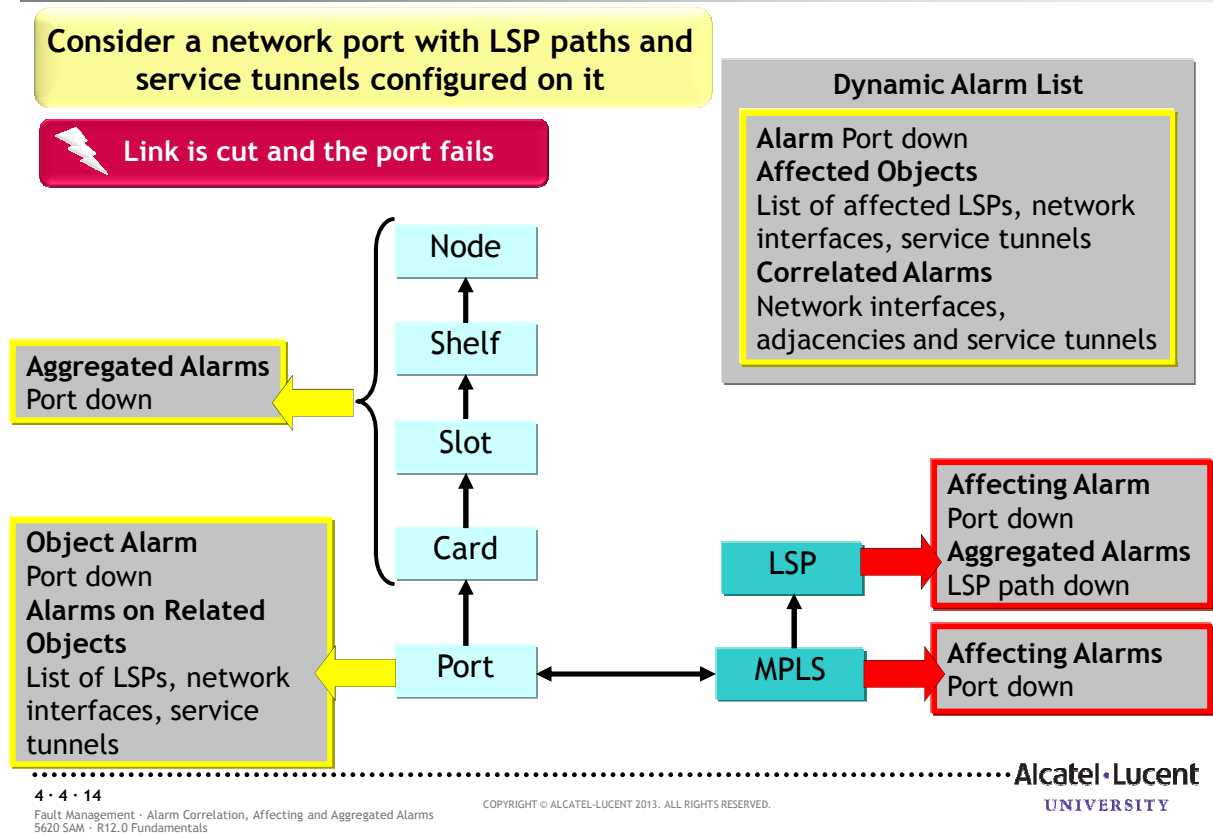 Consider a network port with LSP paths and
service tunnels configured on it
Link is cut and the port fails
Dynamic Alarm List
Alarm Port down
Affected Objects
List of affected LSPs, network
interfaces, service tunnels
Correlated Alarms
Network interfaces,
adjacencies and service tunnels
Node
Shelf
Slot
Card
Port
Aggregated Alarms
Port down
Object Alarm
Port down
Alarms on Related
Objects
List of LSPs, network
interfaces, service
tunnels
LSP
MPLS
Affecting Alarm
Port down
Aggregated Alarms
LSP path down
Affecting Alarms
Port down
4 · 4 · 14
Fault Management · Alarm Correlation, Affecting and Aggregated Alarms
5620 SAM · R12.0 Fundamentals
COPYRIGHT © ALCATEL-LUCENT 2013. ALL RIGHTS RESERVED.
Alcatel·Lucent
UNIVERSITY